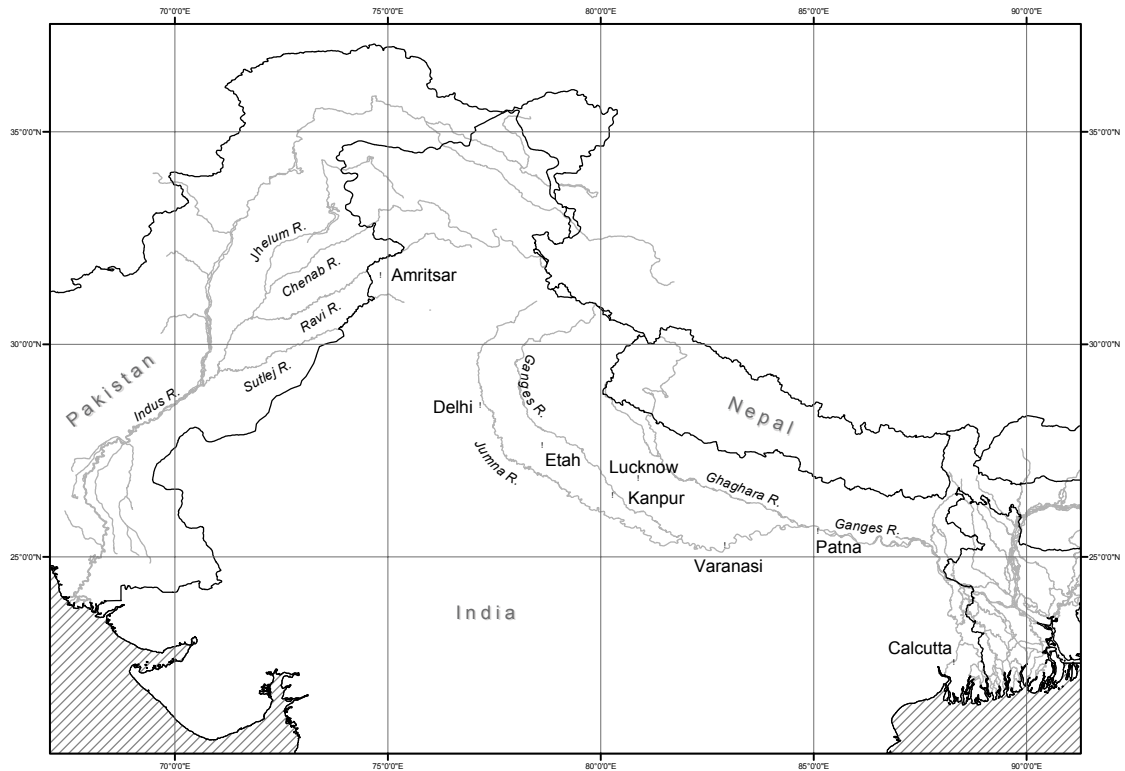 70°0'0"E 75°0'0"E 80°0'0"E 85°0'0"E 90°0'0"E
35°0'0"N 35°0'0"N
Jhelum R.
Chenab R.
Amritsar
Ravi R.
30°0'0"N 30°0'0"N
Pakistan
Sutlej R.
Indus R.
Ganges R.
Nepal
Delhi
Jumna R.
Etah
Lucknow
Ghaghara R.
Kanpur
Ganges R.
Patna
25°0'0"N 25°0'0"N
Varanasi
India
Calcutta
70°0'0"E 75°0'0"E 80°0'0"E 85°0'0"E 90°0'0"E